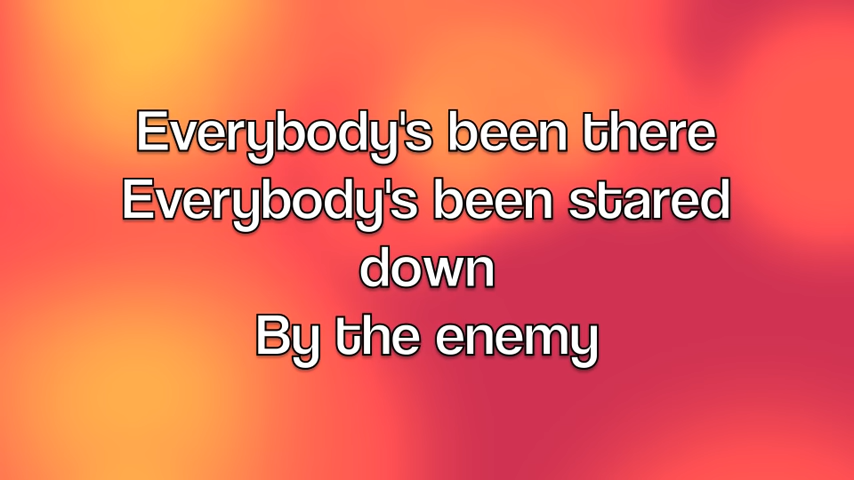 Everybody's been there
Everybody's been stared
down
By the enemy